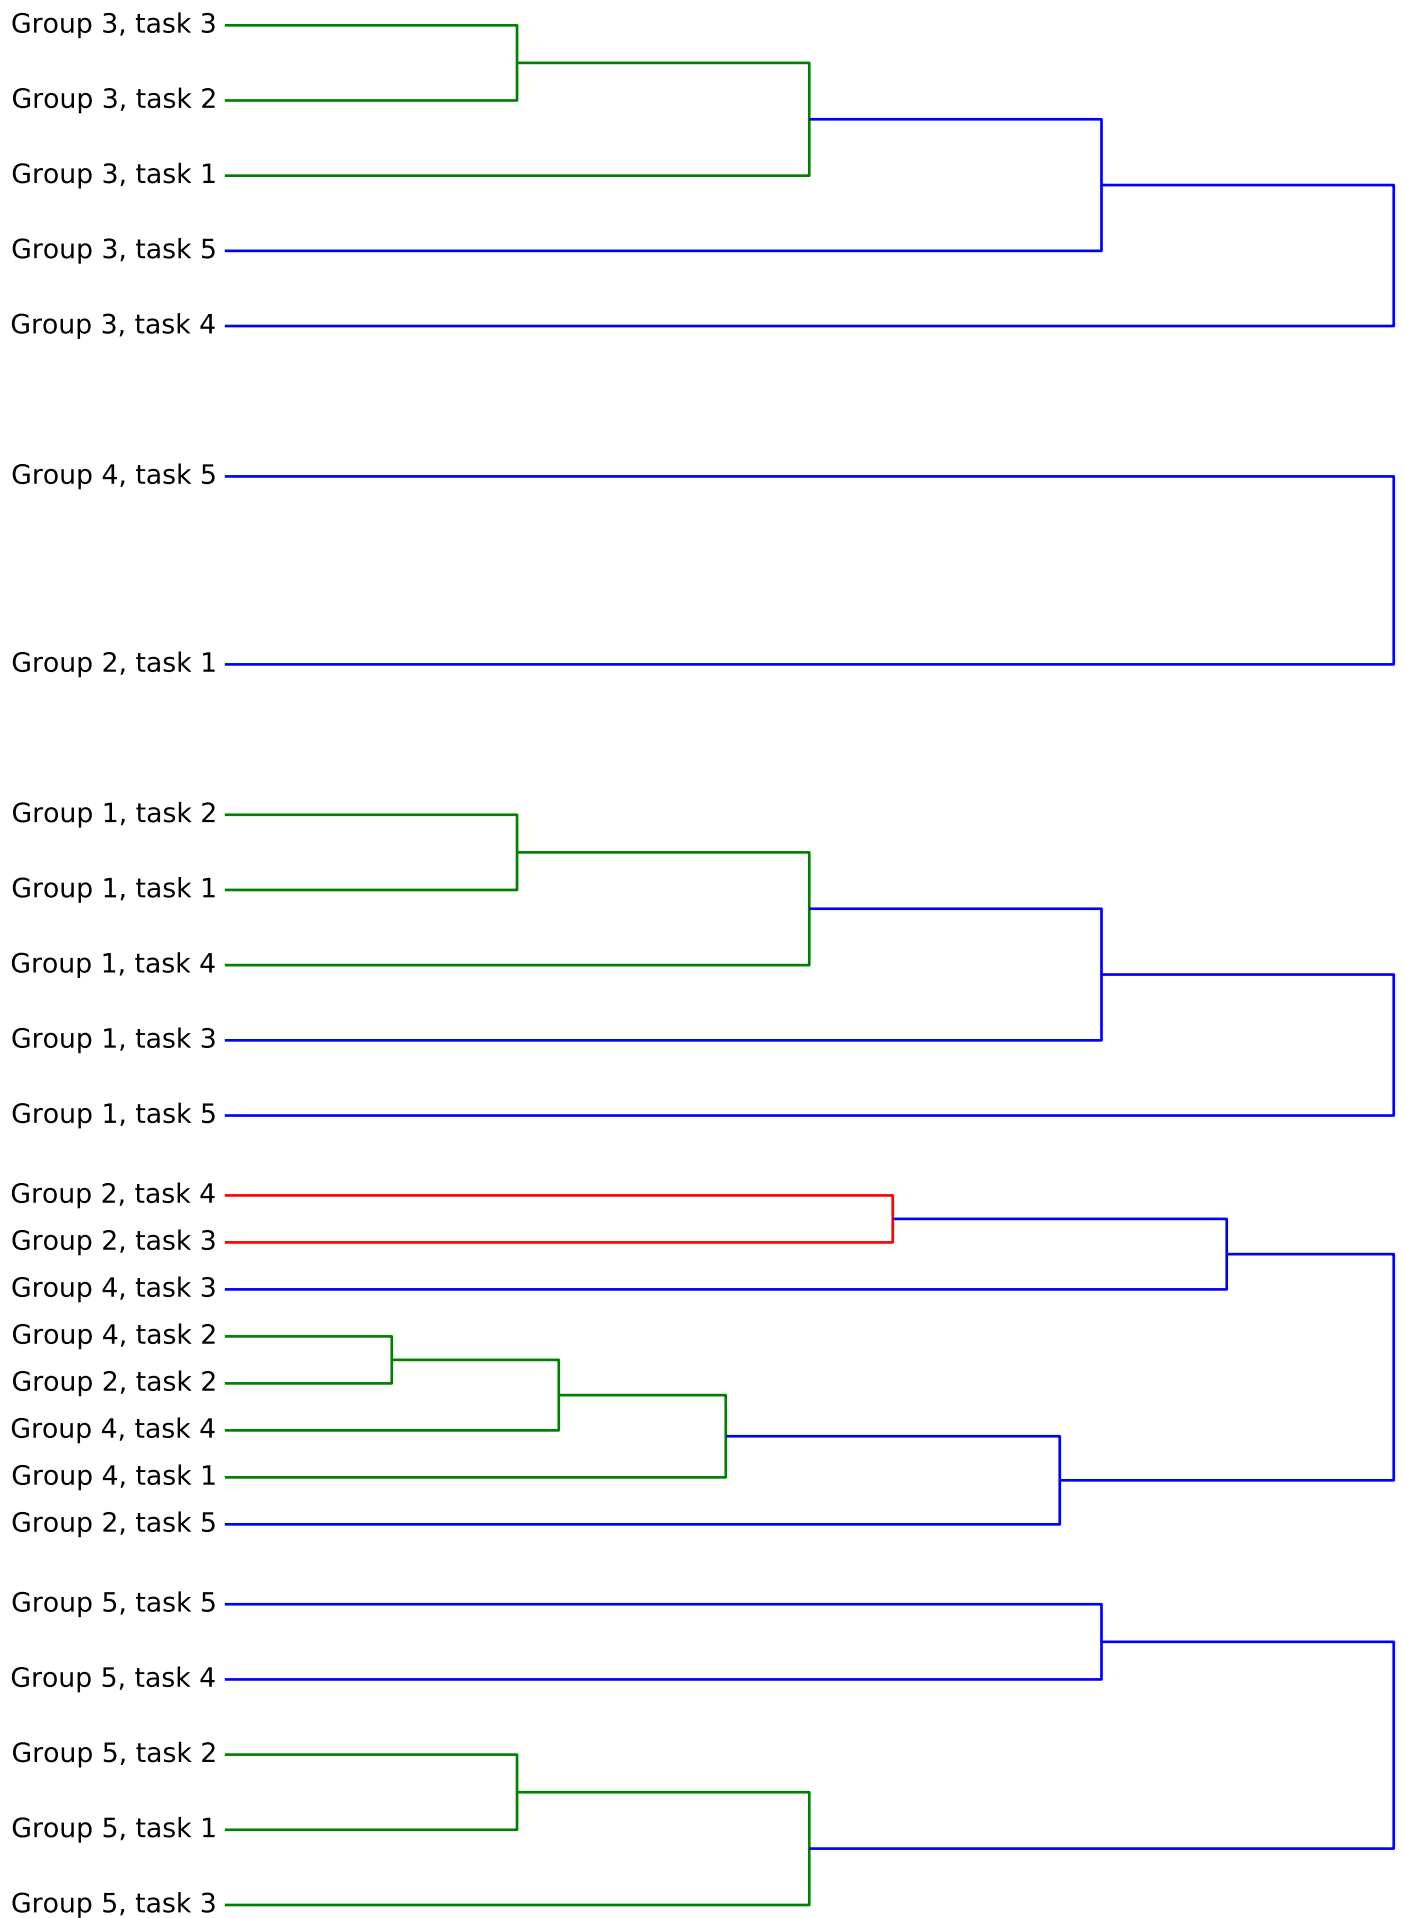 Group 3, task 3
Group 3, task 2
Group 3, task 1
Group 3, task 5
Group 3, task 4
Group 4, task 5
Group 2, task 1
Group 1, task 2
Group 1, task 1
Group 1, task 4
Group 1, task 3
Group 1, task 5
Group 2, task 4
Group 2, task 3
Group 4, task 3
Group 4, task 2
Group 2, task 2
Group 4, task 4
Group 4, task 1
Group 2, task 5
Group 5, task 5
Group 5, task 4
Group 5, task 2
Group 5, task 1
Group 5, task 3